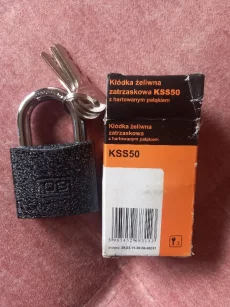 Kłódka żeliwna
zatrzaskowa KSS50
z hartowanym pałąkiem
Kłódka żeliwna
zatrzaskowa
z hartowanym pałąkiem
KSS50